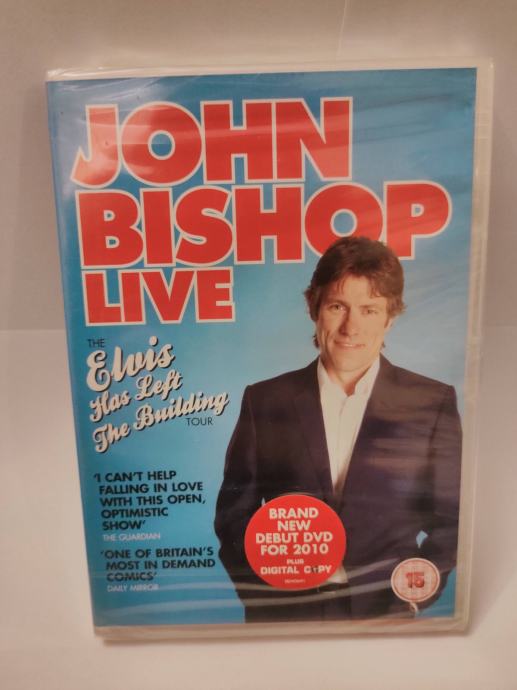 JOHN
BISHOP
LIVE
THE
Elvis
Has Left
The Building
TOUR
'I CAN'T HELP
FALLING IN LOVE
WITH THIS OPEN,
OPTIMISTIC
SHOW'
THE GUARDIAN
'ONE OF BRITAIN'S
MOST IN DEMAND
COMICS'
DAILY MIRROR
BRAND
NEW
DEBUT DVD
FOR 2010
PLUS
DIGITAL COPY
15